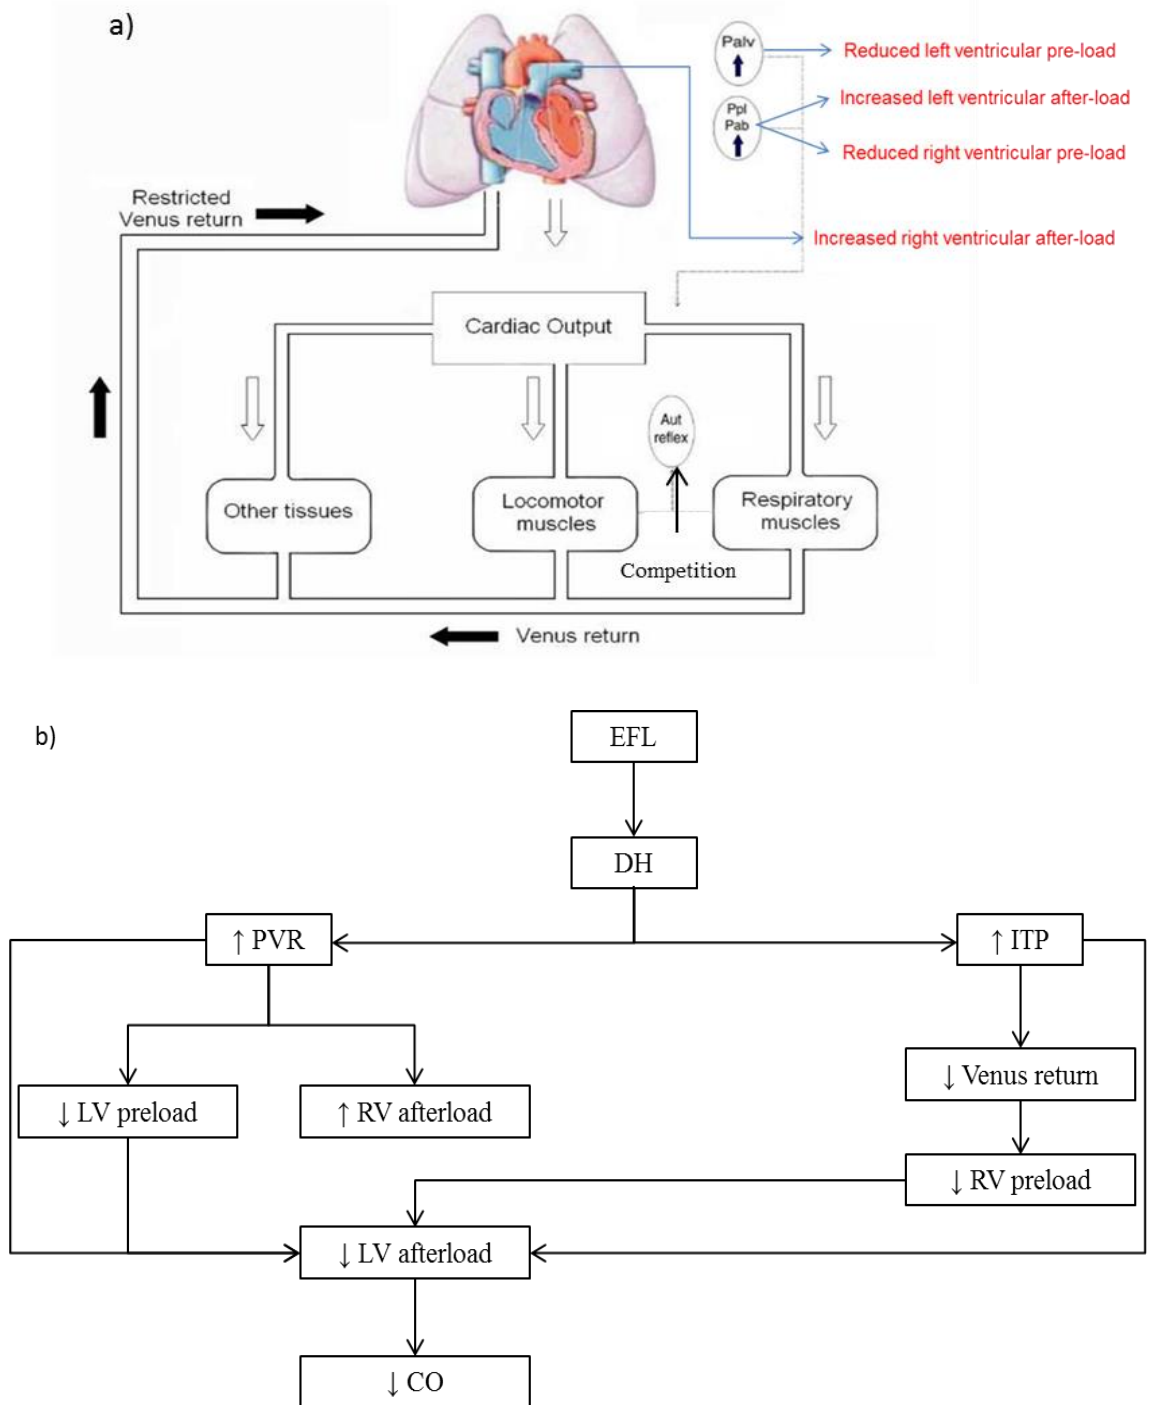 a)
Palv
Reduced left ventricular pre-load
Ppl
Pab
Increased left ventricular after-load
Reduced right ventricular pre-load
Restricted
Venus return
Increased right ventricular after-load
Cardiac Output
Aut
reflex
Other tissues
Locomotor
muscles
Respiratory
muscles
Competition
Venus return
b)
EFL
DH
↑ PVR
↑ ITP
↓ Venus return
↓ LV preload
↑ RV afterload
↓ RV preload
↓ LV afterload
↓ CO